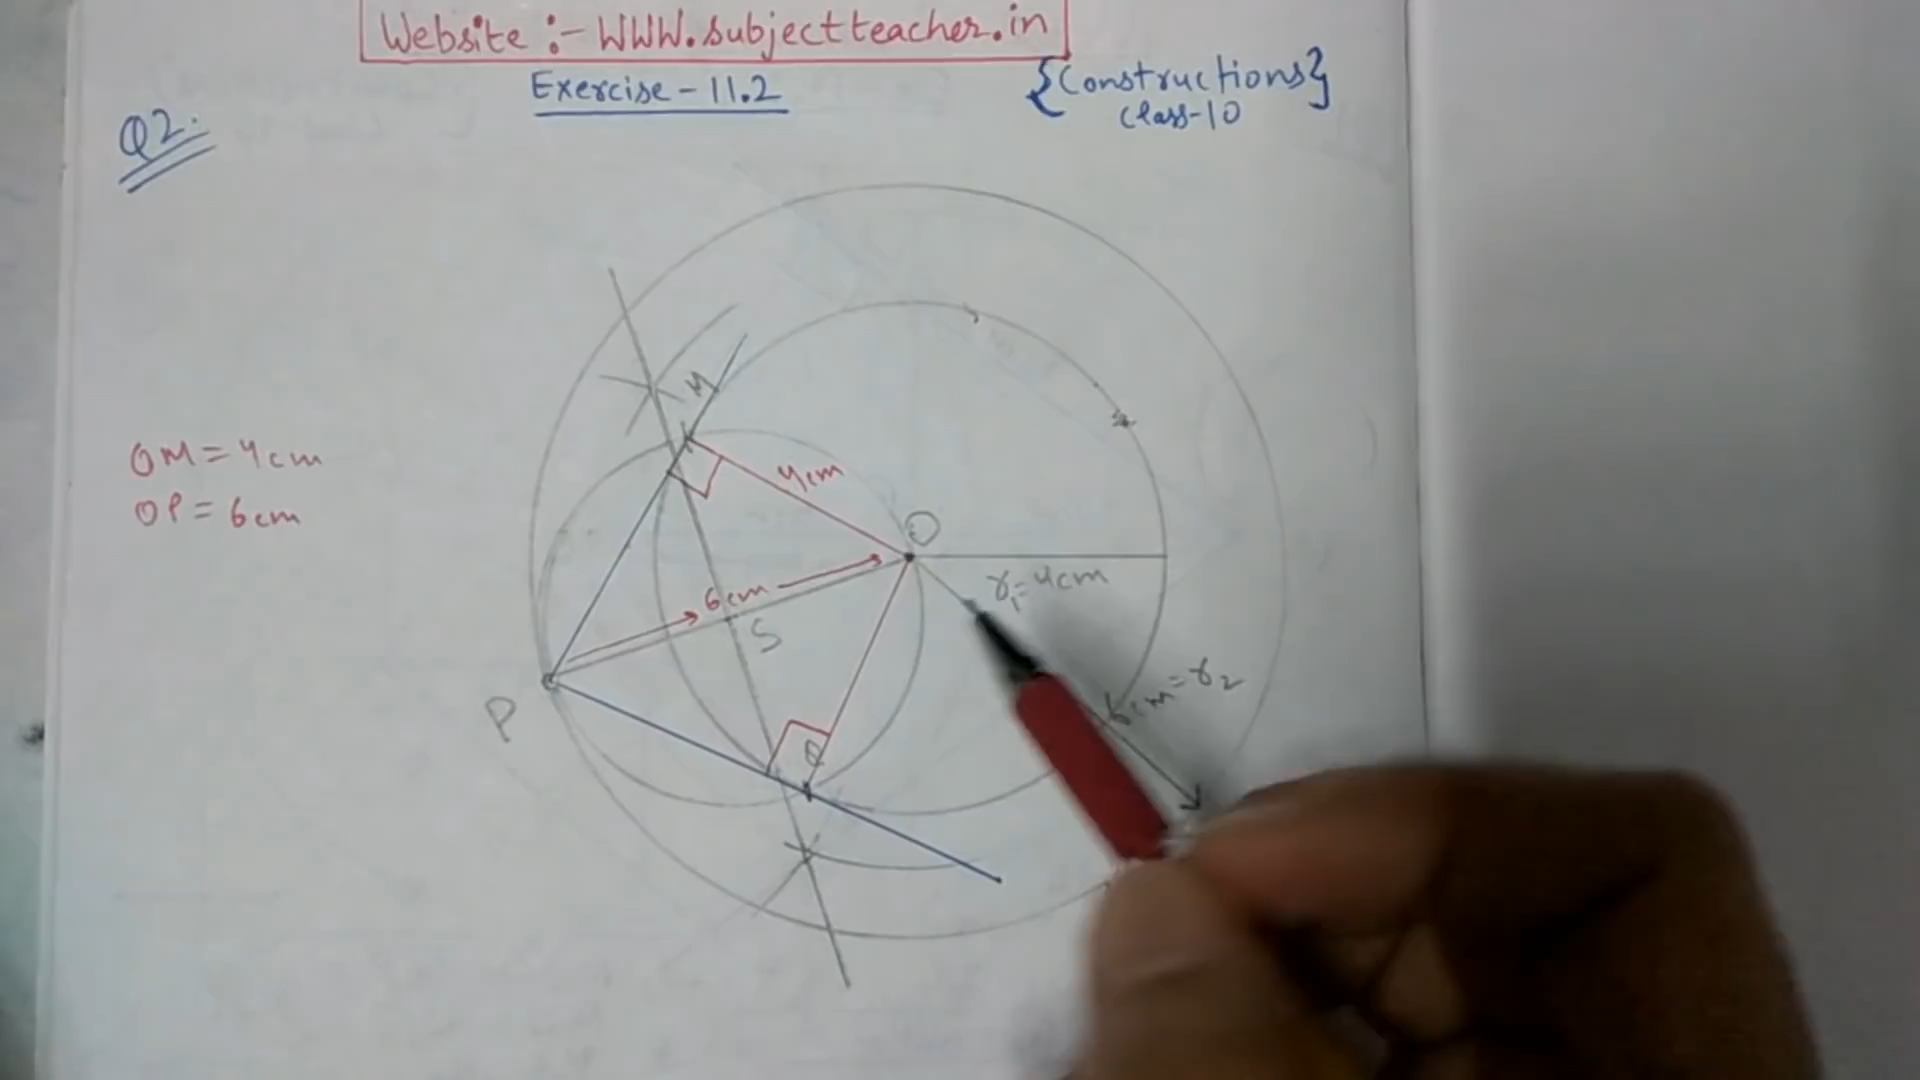 Website :- WWW.subjectteacher.in
Exercise - 11.2
{Constructions}
Class-10
Q2.
M
4cm
OM = 4cm
OP = 6cm
O
6cm
r₁=4cm
S
6cm=r₂
P